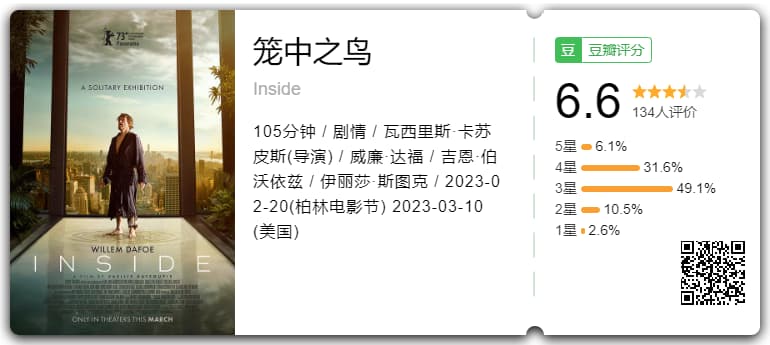 73
Panorama
A SOLITARY EXHIBITION
WILLEM DAFOE
INSIDE
A FILM BY VASILIS KATSOUPIS
ONLY IN THEATERS THIS MARCH
笼中之鸟
Inside
105分钟 / 剧情 / 瓦西里斯·卡苏
皮斯(导演) / 威廉·达福 / 吉恩·伯
沃依兹 / 伊丽莎·斯图克 / 2023-0
2-20(柏林电影节) 2023-03-10
(美国)
豆 豆瓣评分
6.6
134人评价
5星 6.1%
4星 31.6%
3星 49.1%
2星 10.5%
1星 2.6%